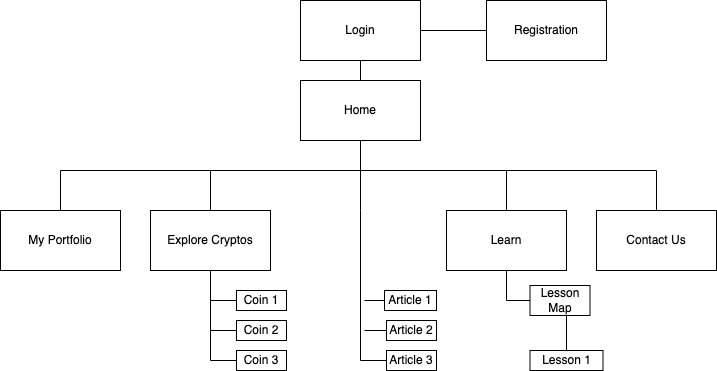 Login
Registration
Home
My Portfolio
Explore Cryptos
Learn
Contact Us
Coin 1
Article 1
Lesson
Map
Coin 2
Article 2
Coin 3
Article 3
Lesson 1